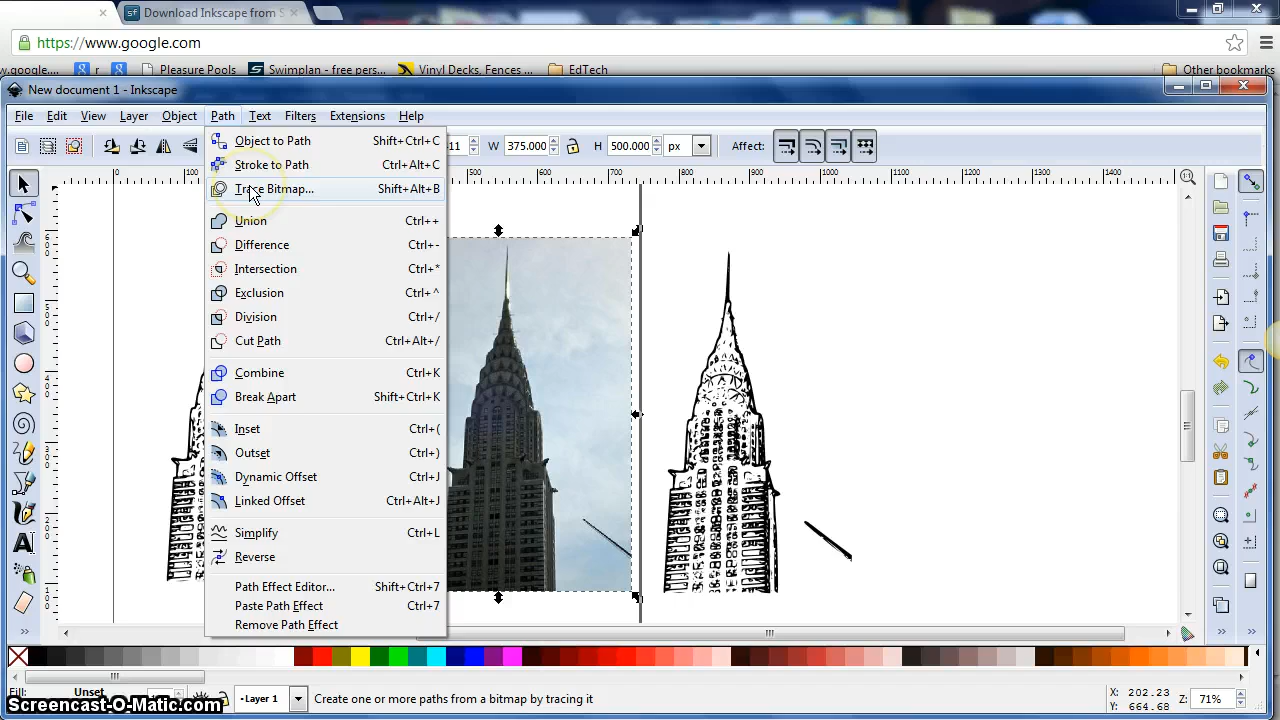 Download Inkscape from S
https://www.google.com
w.google....
r
Pleasure Pools
Swimplan - free pers...
Vinyl Decks, Fences ...
EdTech
Other bookmarks
New document 1 - Inkscape
File Edit View Layer Object Path Text Filters Extensions Help
11 W 375.000 H 500.000 px Affect:
Object to Path Shift+Ctrl+C
Stroke to Path Ctrl+Alt+C
Trace Bitmap... Shift+Alt+B
Union Ctrl++
Difference Ctrl+-
Intersection Ctrl+*
Exclusion Ctrl+^
Division Ctrl+/
Cut Path Ctrl+Alt+/
Combine Ctrl+K
Break Apart Shift+Ctrl+K
Inset Ctrl+(
Outset Ctrl+)
Dynamic Offset Ctrl+J
Linked Offset Ctrl+Alt+J
Simplify Ctrl+L
Reverse
Path Effect Editor... Shift+Ctrl+7
Paste Path Effect Ctrl+7
Remove Path Effect
Fill: Unset
Layer 1
Create one or more paths from a bitmap by tracing it
X: 202.23
Y: 664.68
Z: 71%
Screencast-O-Matic.com